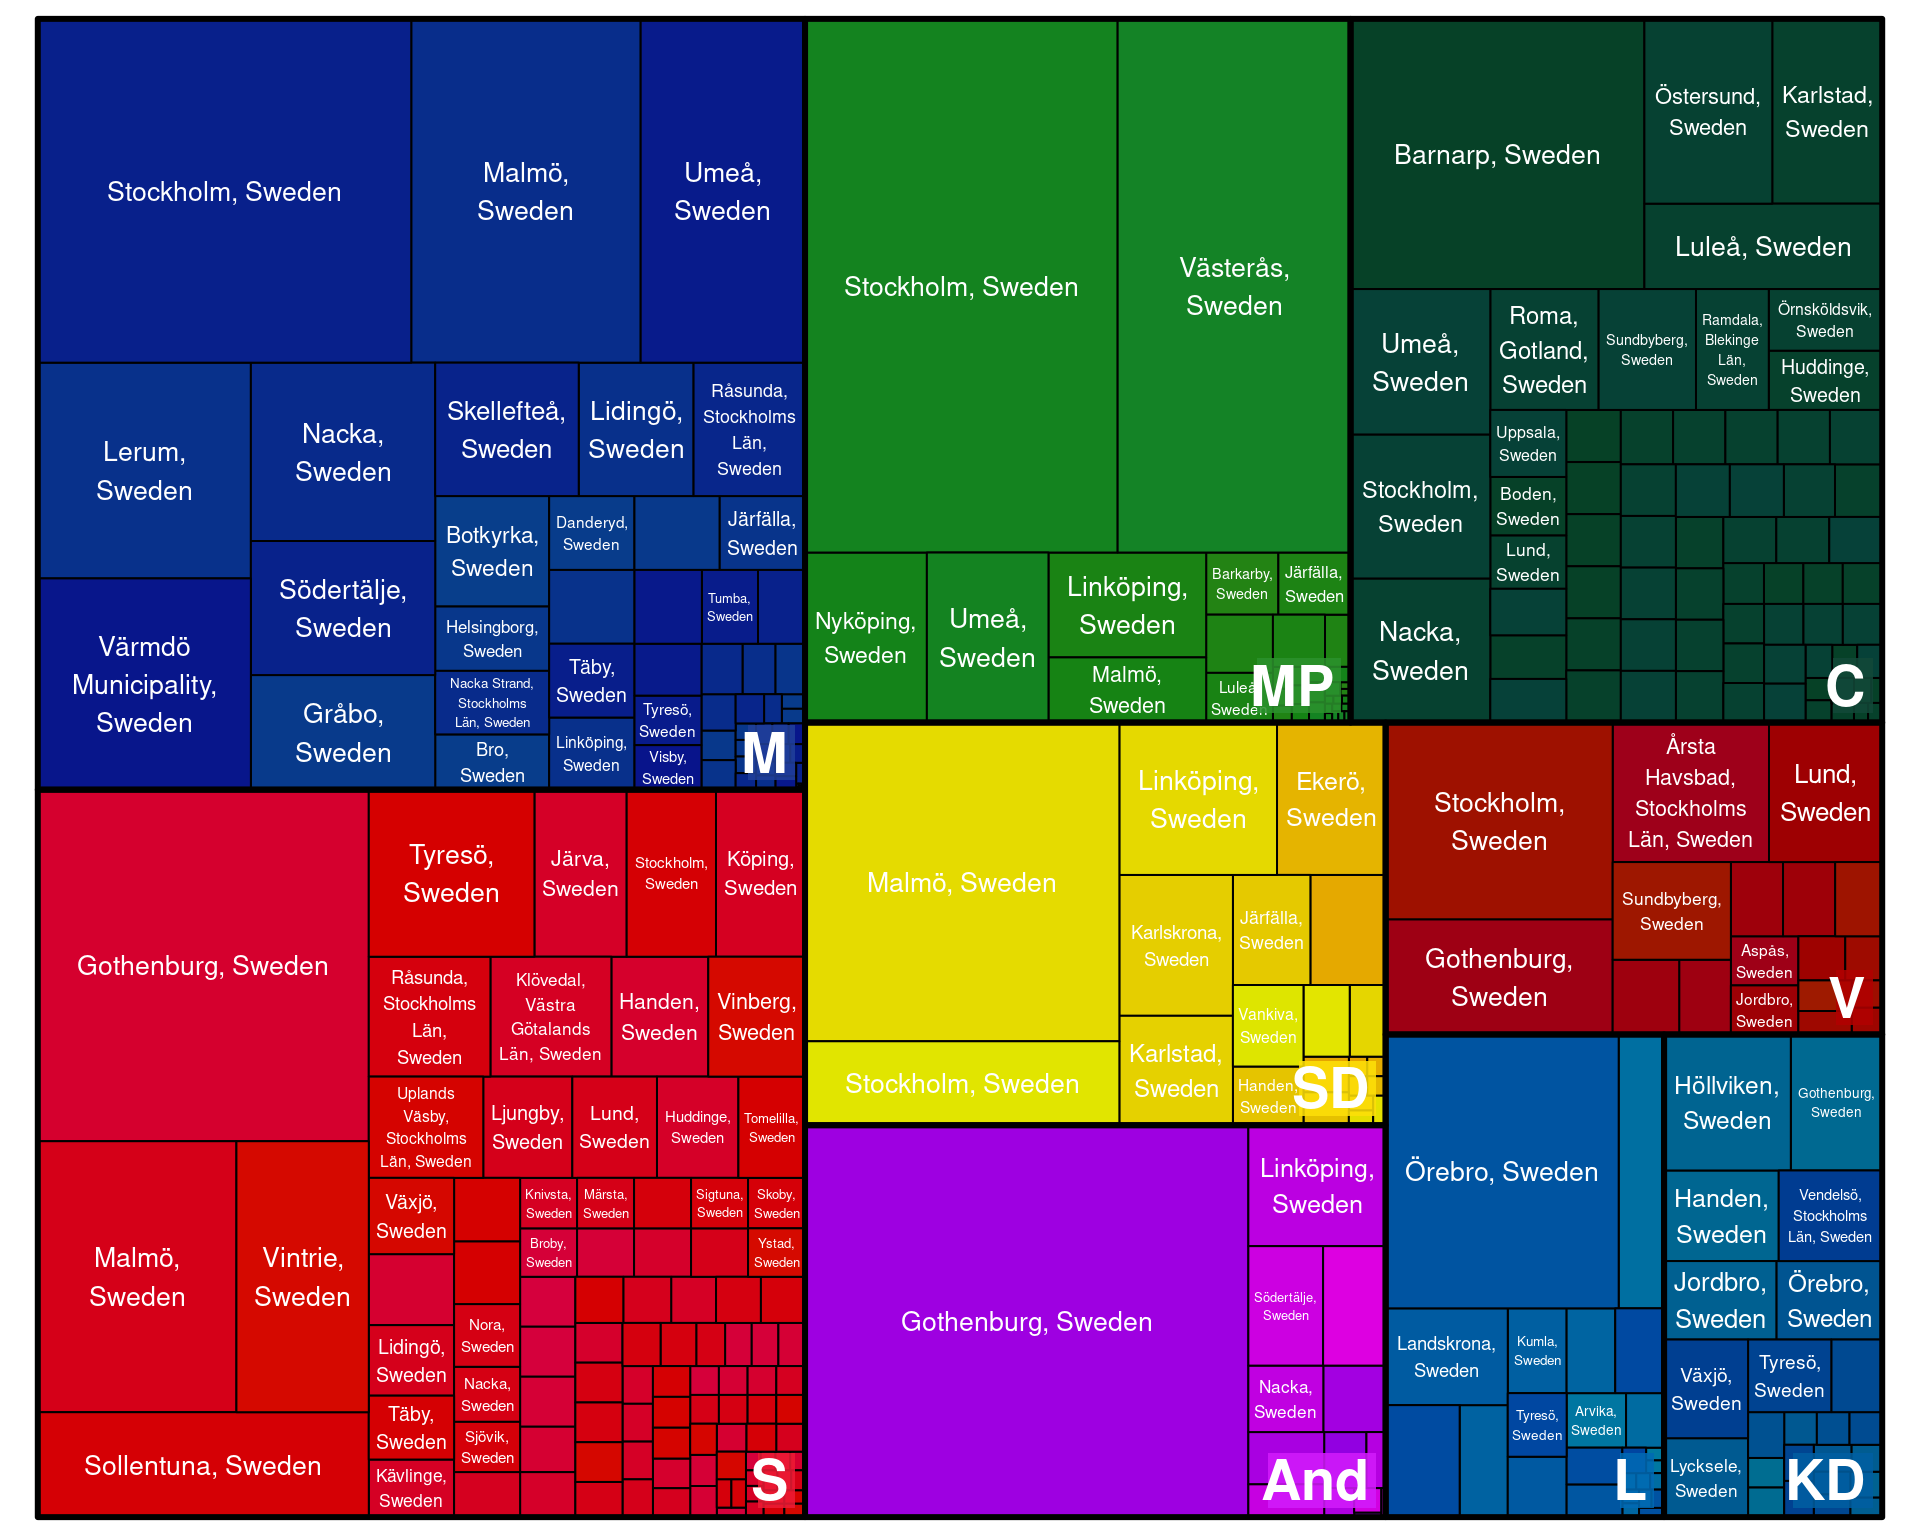 Stockholm, Sweden
Malmö,
Sweden
Umeå,
Sweden
Lerum,
Sweden
Nacka,
Sweden
Skellefteå,
Sweden
Lidingö,
Sweden
Råsunda,
Stockholms
Län,
Sweden
Värmdö
Municipality,
Sweden
Södertälje,
Sweden
Gråbo,
Sweden
Botkyrka,
Sweden
Danderyd,
Sweden
Järfälla,
Sweden
Helsingborg,
Sweden
Nacka Strand,
Stockholms
Län, Sweden
Bro,
Sweden
Tumba,
Sweden
Täby,
Sweden
Linköping,
Sweden
Tyresö,
Sweden
Visby,
Sweden
M
Stockholm, Sweden
Västerås,
Sweden
Nyköping,
Sweden
Umeå,
Sweden
Linköping,
Sweden
Malmö,
Sweden
Barkarby,
Sweden
Järfälla,
Sweden
Luleå,
Sweden
MP
Barnarp, Sweden
Östersund,
Sweden
Karlstad,
Sweden
Luleå, Sweden
Umeå,
Sweden
Stockholm,
Sweden
Nacka,
Sweden
Roma,
Gotland,
Sweden
Sundbyberg,
Sweden
Ramdala,
Blekinge
Län,
Sweden
Örnsköldsvik,
Sweden
Huddinge,
Sweden
Uppsala,
Sweden
Boden,
Sweden
Lund,
Sweden
C
Gothenburg, Sweden
Malmö,
Sweden
Vintrie,
Sweden
Sollentuna, Sweden
Tyresö,
Sweden
Järva,
Sweden
Stockholm,
Sweden
Köping,
Sweden
Råsunda,
Stockholms
Län,
Sweden
Klövedal,
Västra
Götalands
Län, Sweden
Handen,
Sweden
Vinberg,
Sweden
Uplands
Väsby,
Stockholms
Län, Sweden
Ljungby,
Sweden
Lund,
Sweden
Huddinge,
Sweden
Tomelilla,
Sweden
Växjö,
Sweden
Lidingö,
Sweden
Täby,
Sweden
Kävlinge,
Sweden
Nora,
Sweden
Nacka,
Sweden
Sjövik,
Sweden
Knivsta,
Sweden
Märsta,
Sweden
Sigtuna,
Sweden
Skoby,
Sweden
Broby,
Sweden
Ystad,
Sweden
S
Malmö, Sweden
Stockholm, Sweden
Linköping,
Sweden
Ekerö,
Sweden
Karlskrona,
Sweden
Järfälla,
Sweden
Karlstad,
Sweden
Vankiva,
Sweden
Handen,
Sweden
SD
Gothenburg, Sweden
Linköping,
Sweden
Södertälje,
Sweden
Nacka,
Sweden
And
Stockholm,
Sweden
Gothenburg,
Sweden
Årsta
Havsbad,
Stockholms
Län, Sweden
Lund,
Sweden
Sundbyberg,
Sweden
Aspås,
Sweden
Jordbro,
Sweden
V
Örebro, Sweden
Landskrona,
Sweden
Kumla,
Sweden
Tyresö,
Sweden
Arvika,
Sweden
L
Höllviken,
Sweden
Gothenburg,
Sweden
Handen,
Sweden
Vendelsö,
Stockholms
Län, Sweden
Jordbro,
Sweden
Örebro,
Sweden
Växjö,
Sweden
Tyresö,
Sweden
Lycksele,
Sweden
KD